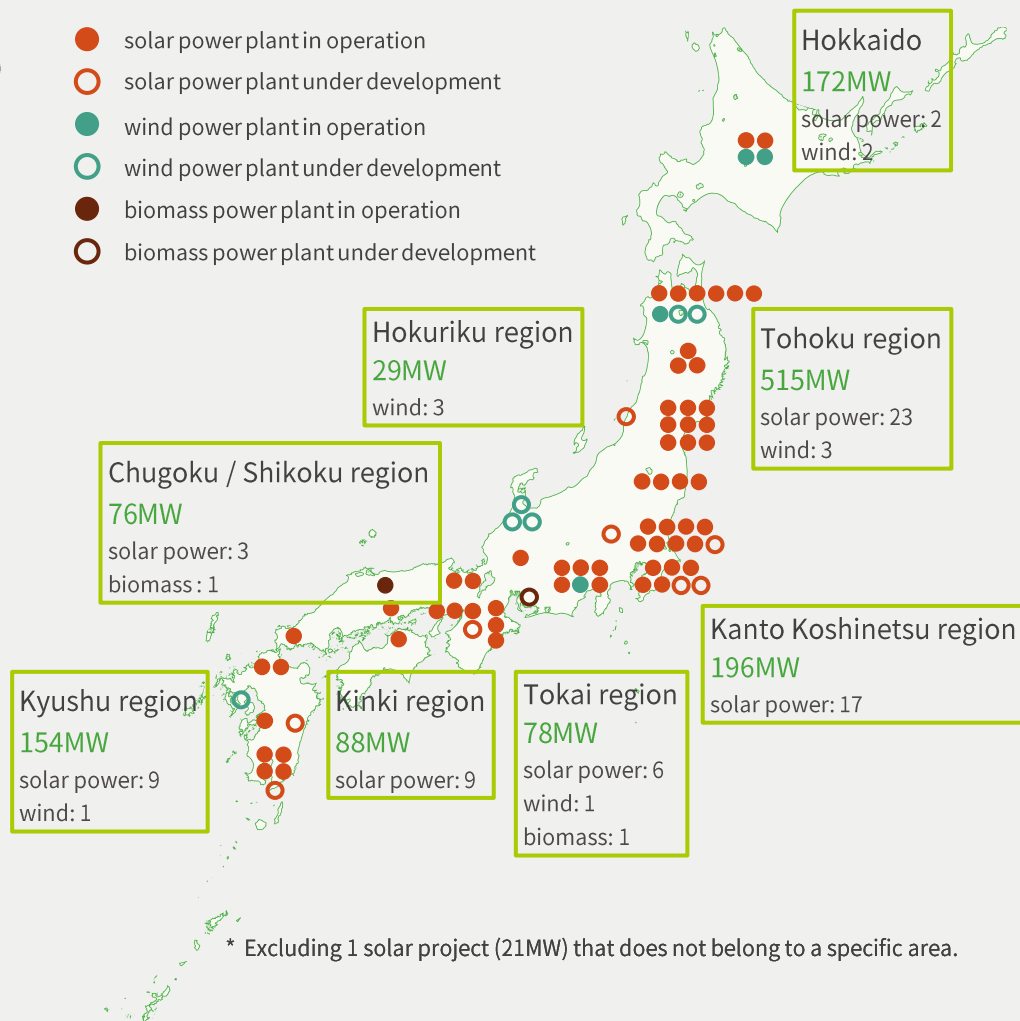 solar power plant in operation
solar power plant under development
wind power plant in operation
wind power plant under development
biomass power plant in operation
biomass power plant under development
Hokkaido
172MW
solar power: 2
wind: 2
Hokuriku region
29MW
wind: 3
Tohoku region
515MW
solar power: 23
wind: 3
Chugoku / Shikoku region
76MW
solar power: 3
biomass : 1
Kanto Koshinetsu region
196MW
solar power: 17
Kyushu region
154MW
solar power: 9
wind: 1
Kinki region
88MW
solar power: 9
Tokai region
78MW
solar power: 6
wind: 1
biomass: 1
* Excluding 1 solar project (21MW) that does not belong to a specific area.